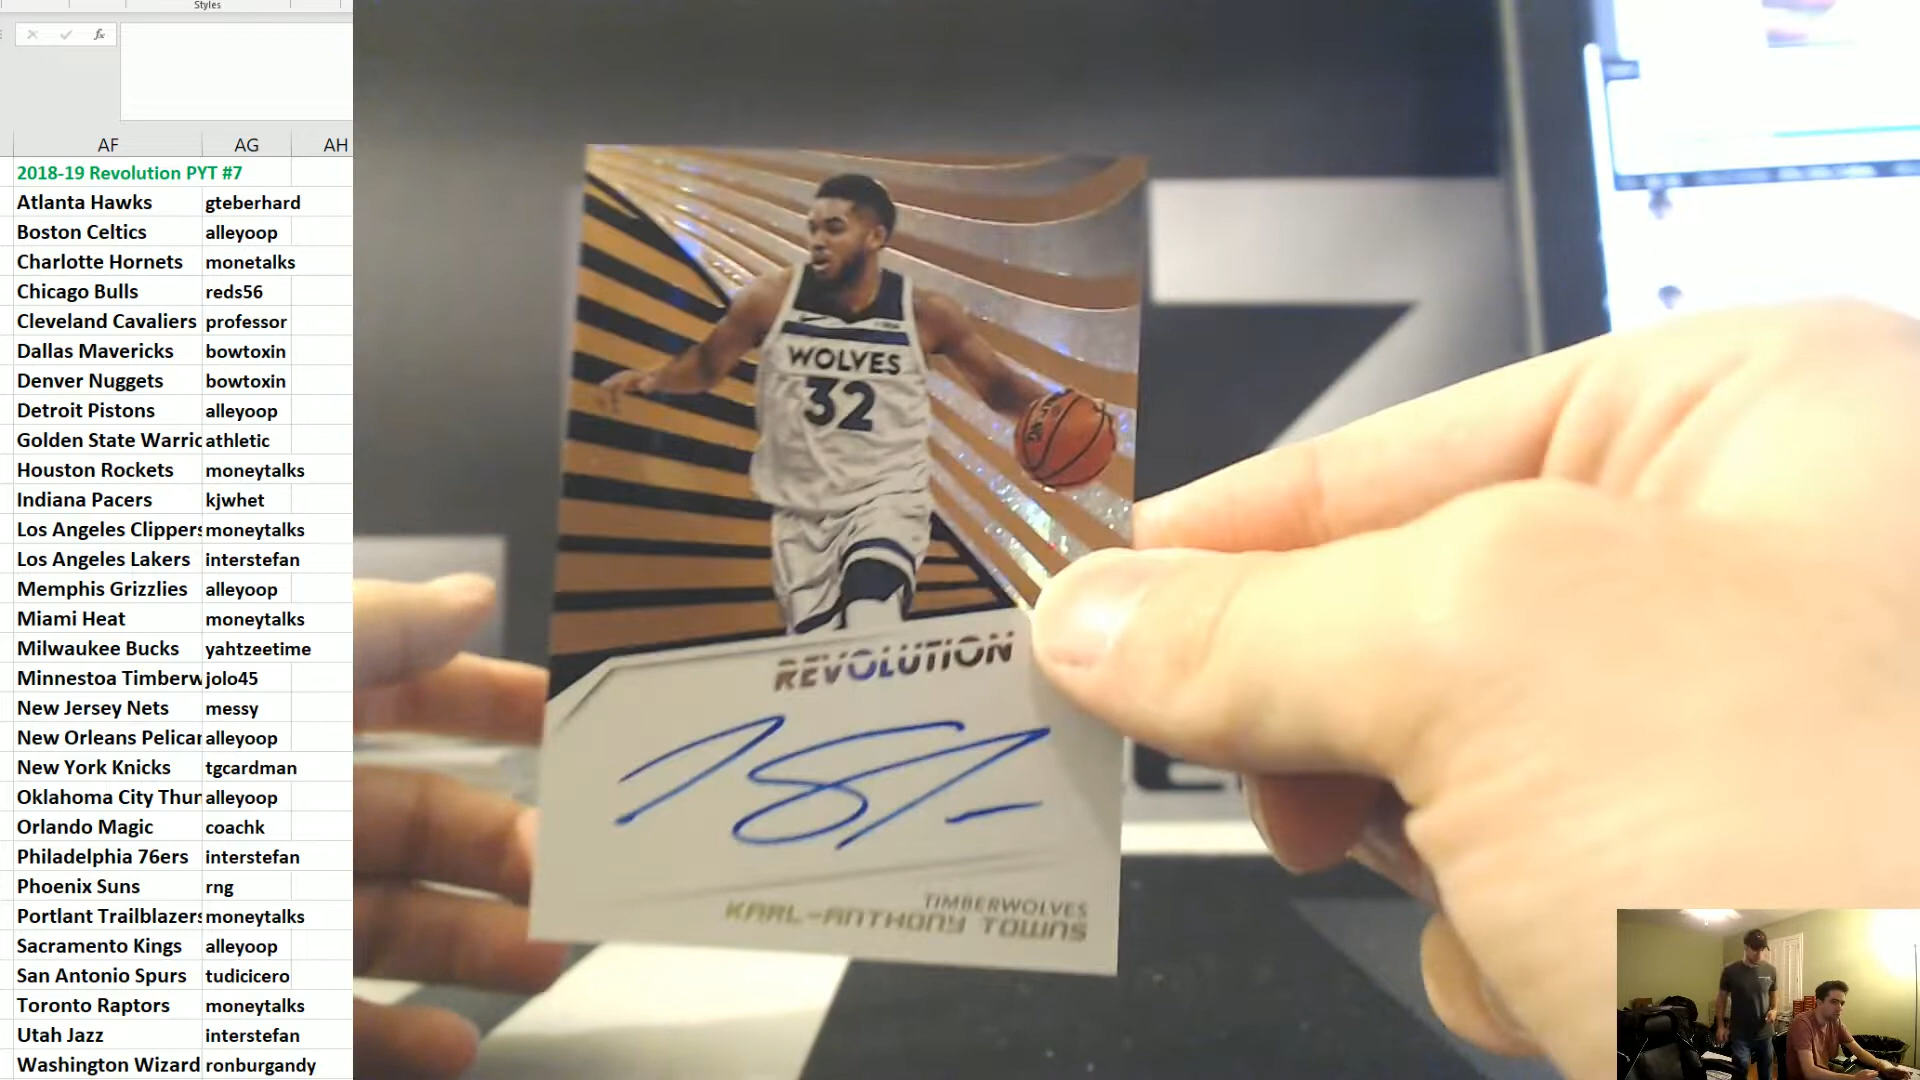 Styles
fx
AF AG AH
2018-19 Revolution PYT #7
Atlanta Hawks gteberhard
Boston Celtics alleyoop
Charlotte Hornets monetalks
Chicago Bulls reds56
Cleveland Cavaliers professor
Dallas Mavericks bowtoxin
Denver Nuggets bowtoxin
Detroit Pistons alleyoop
Golden State Warric athletic
Houston Rockets moneytalks
Indiana Pacers kjwhet
Los Angeles Clippers moneytalks
Los Angeles Lakers interstefan
Memphis Grizzlies alleyoop
Miami Heat moneytalks
Milwaukee Bucks yahtzeetime
Minnestoa Timberw jolo45
New Jersey Nets messy
New Orleans Pelicar alleyoop
New York Knicks tgcardman
Oklahoma City Thur alleyoop
Orlando Magic coachk
Philadelphia 76ers interstefan
Phoenix Suns rng
Portlant Trailblazers moneytalks
Sacramento Kings alleyoop
San Antonio Spurs tudicicero
Toronto Raptors moneytalks
Utah Jazz interstefan
Washington Wizard ronburgandy
WOLVES
32
REVOLUTION
TIMBERWOLVES
KARL-ANTHONY TOWNS